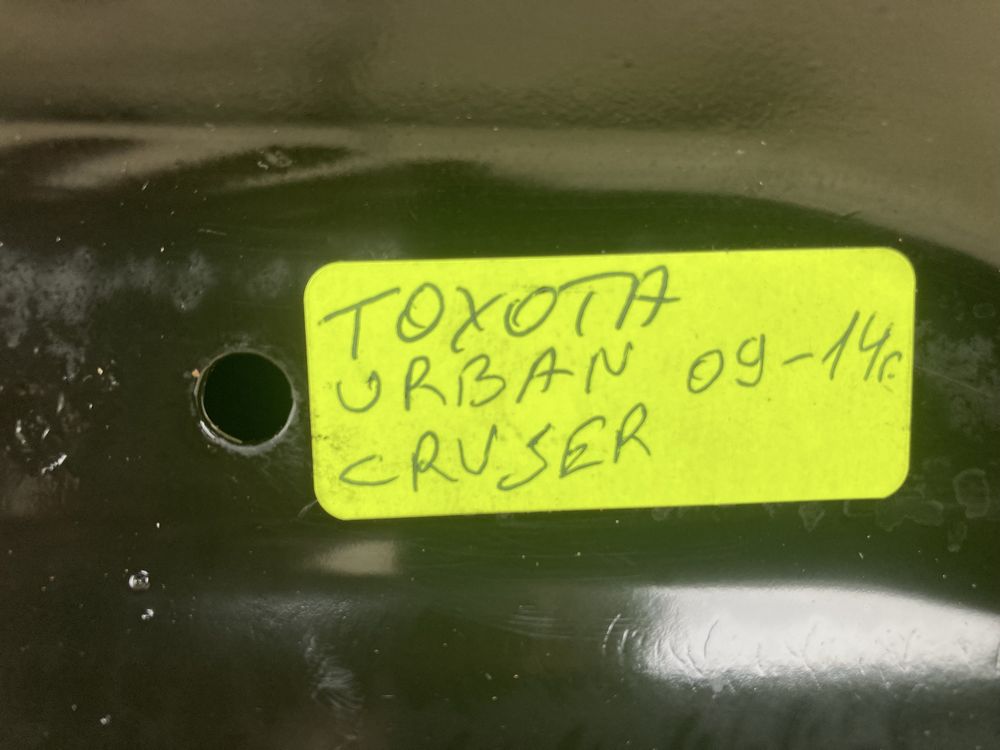 TOXOTA
URBAN 09-14г.
CRUSER